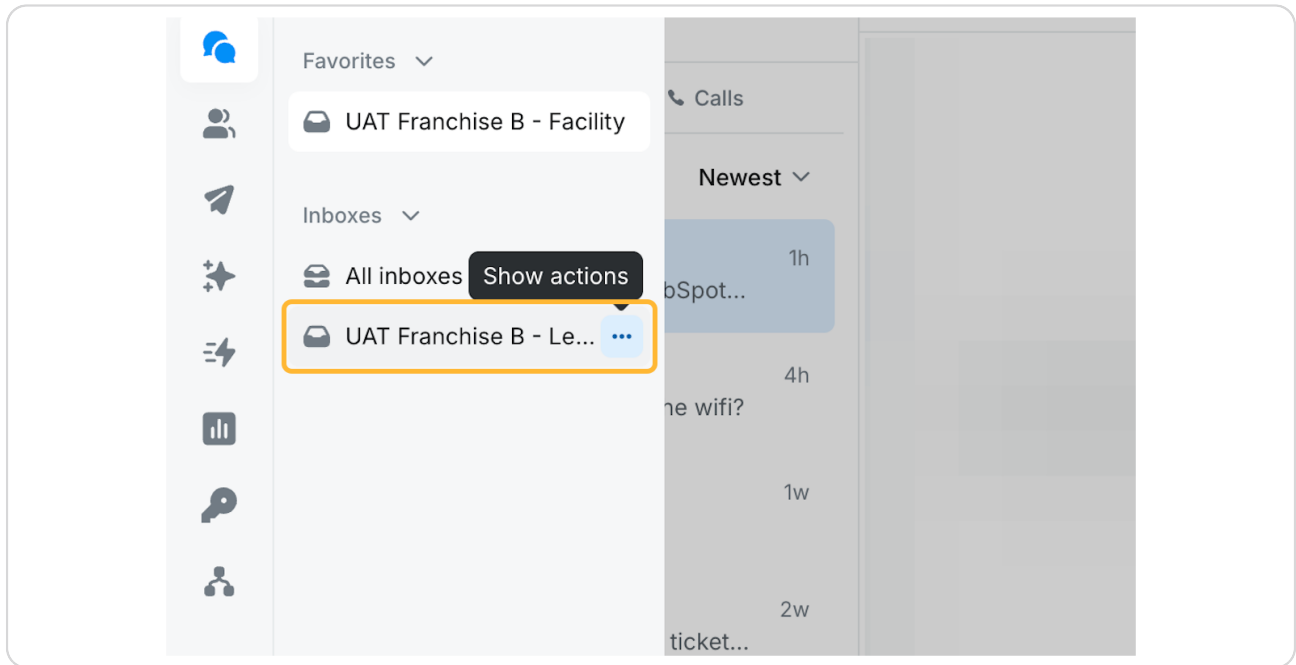 Favorites
UAT Franchise B - Facility
Inboxes
All inboxes
Show actions
UAT Franchise B - Le...
Calls
Newest
1h
bSpot...
4h
ne wifi?
1w
2w
ticket...